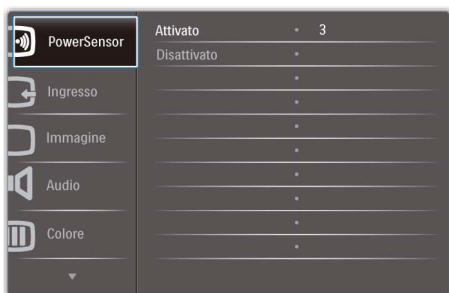 PowerSensor
Attivato 3
Disattivato
Ingresso
Immagine
Audio
Colore